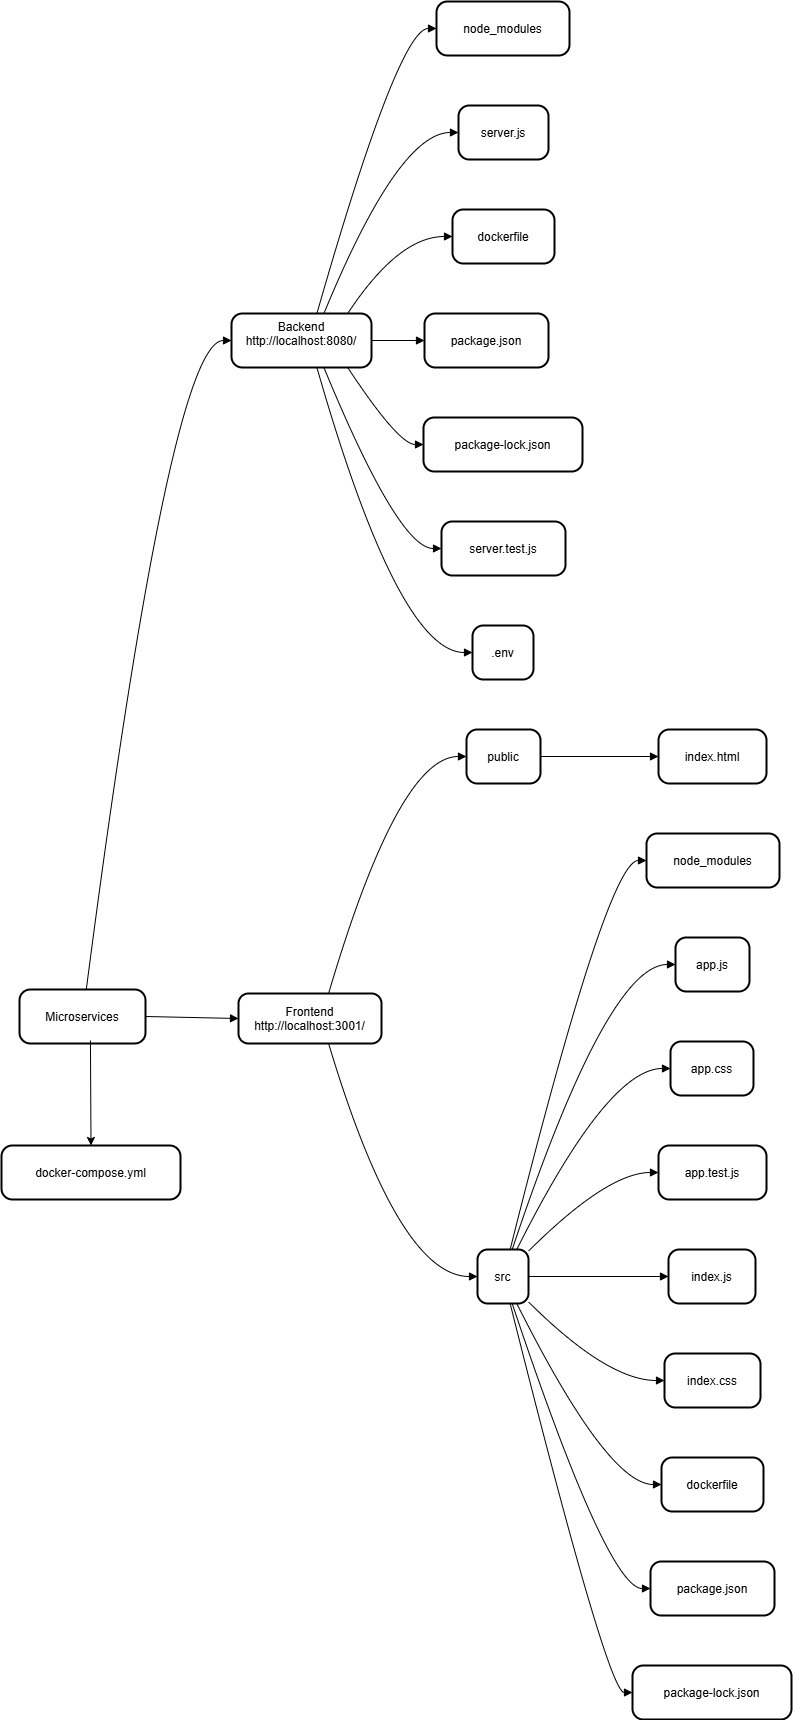 node_modules
server.js
dockerfile
Backend
http://localhost:8080/
package.json
package-lock.json
server.test.js
.env
public
index.html
node_modules
app.js
Microservices
Frontend
http://localhost:3001/
app.css
docker-compose.yml
app.test.js
src
index.js
index.css
dockerfile
package.json
package-lock.json